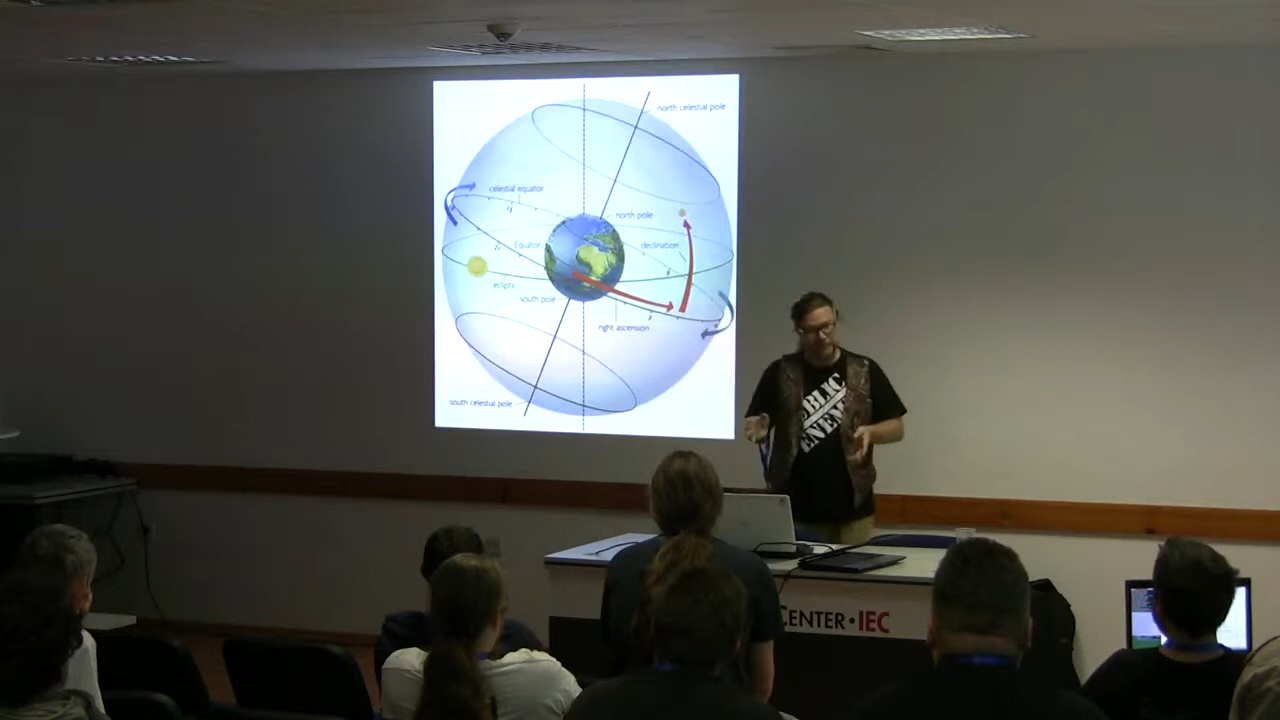 north celestial pole
celestial equator
north pole
Equator
declination
ecliptic
south pole
right ascension
south celestial pole
PUBLIC
ENEM
CENTER·IEC